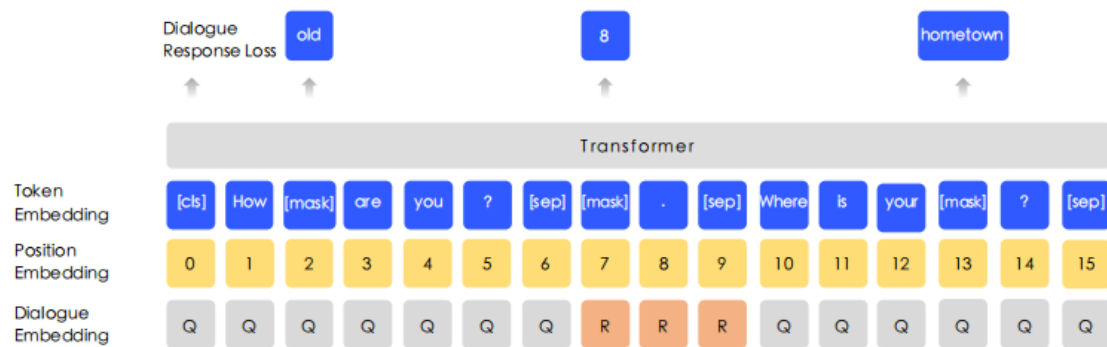 Dialogue
Response Loss
old 8 hometown
Transformer
Token
Embedding
[cls] How [mask] are you ? [sep] [mask] . [sep] Where is your [mask] ? [sep]
Position
Embedding
0 1 2 3 4 5 6 7 8 9 10 11 12 13 14 15
Dialogue
Embedding
Q Q Q Q Q Q Q R R R Q Q Q Q Q Q